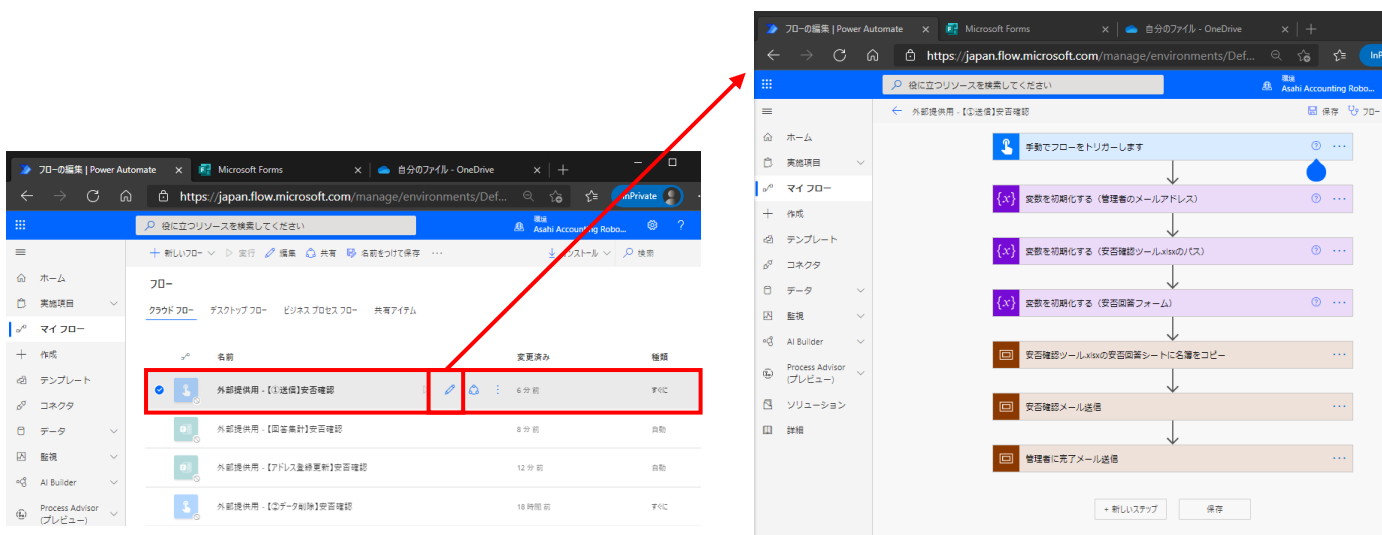 フローの編集 | Power Automate
Microsoft Forms
自分のファイル - OneDrive
https://japan.flow.microsoft.com/manage/environments/Def...
InPrivate
役に立つリソースを検索してください
環境
Asahi Accounting Robo...
新しいフロー
実行
編集
共有
名前をつけて保存
検索
ホーム
実施項目
マイ フロー
作成
テンプレート
コネクタ
データ
監視
AI Builder
Process Advisor
(プレビュー)
フロー
クラウド フロー
デスクトップ フロー
ビジネス プロセス フロー
共有アイテム
名前
変更済み
種類
外部提供用 - 【①送信】安否確認
6 分 前
すぐに
外部提供用 - 【回答集計】安否確認
8 分 前
自動
外部提供用 - 【アドレス登録更新】安否確認
12 分 前
自動
外部提供用 - 【②データ削除】安否確認
18 時間 前
すぐに
フローの編集 | Power Automate
Microsoft Forms
自分のファイル - OneDrive
https://japan.flow.microsoft.com/manage/environments/Def...
InP
役に立つリソースを検索してください
環境
Asahi Accounting Robo...
外部提供用 - 【①送信】安否確認
保存
フロー
ホーム
実施項目
マイ フロー
作成
テンプレート
コネクタ
データ
監視
AI Builder
Process Advisor
(プレビュー)
ソリューション
詳細
手動でフローをトリガーします
{x} 変数を初期化する（管理者のメールアドレス）
{x} 変数を初期化する（安否確認ツール.xlsxのパス）
{x} 変数を初期化する（安否回答フォーム）
安否確認ツール.xlsxの安否回答シートに名簿をコピー
安否確認メール送信
管理者に完了メール送信
+ 新しいステップ
保存